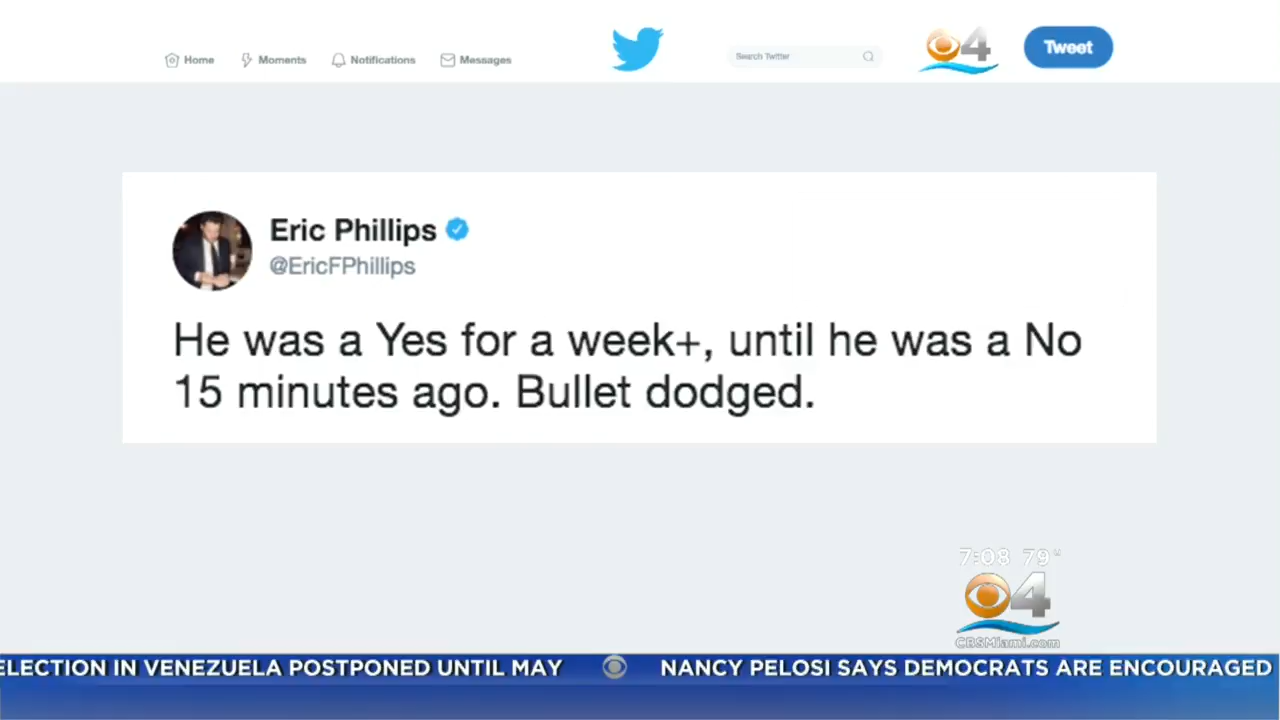 Home Moments Notifications Messages Search Twitter 4 Tweet
Eric Phillips
@EricFPhillips
He was a Yes for a week+, until he was a No
15 minutes ago. Bullet dodged.
7:08 79°
4
CBSMiami.com
ELECTION IN VENEZUELA POSTPONED UNTIL MAY NANCY PELOSI SAYS DEMOCRATS ARE ENCOURAGED